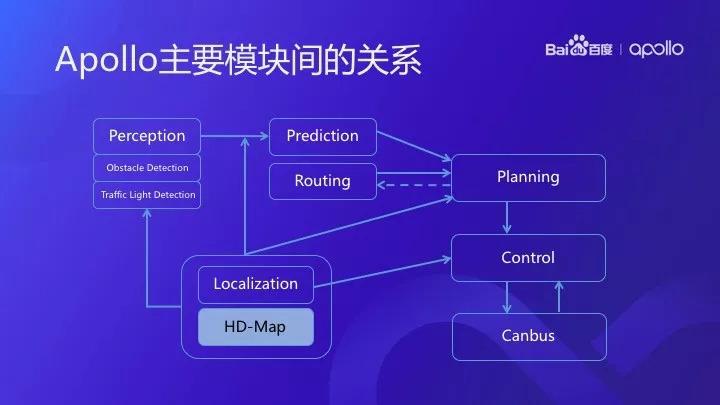 Apollo主要模块间的关系
Bai百度 | apollo
Perception
Obstacle Detection
Traffic Light Detection
Prediction
Routing
Planning
Localization
HD-Map
Control
Canbus